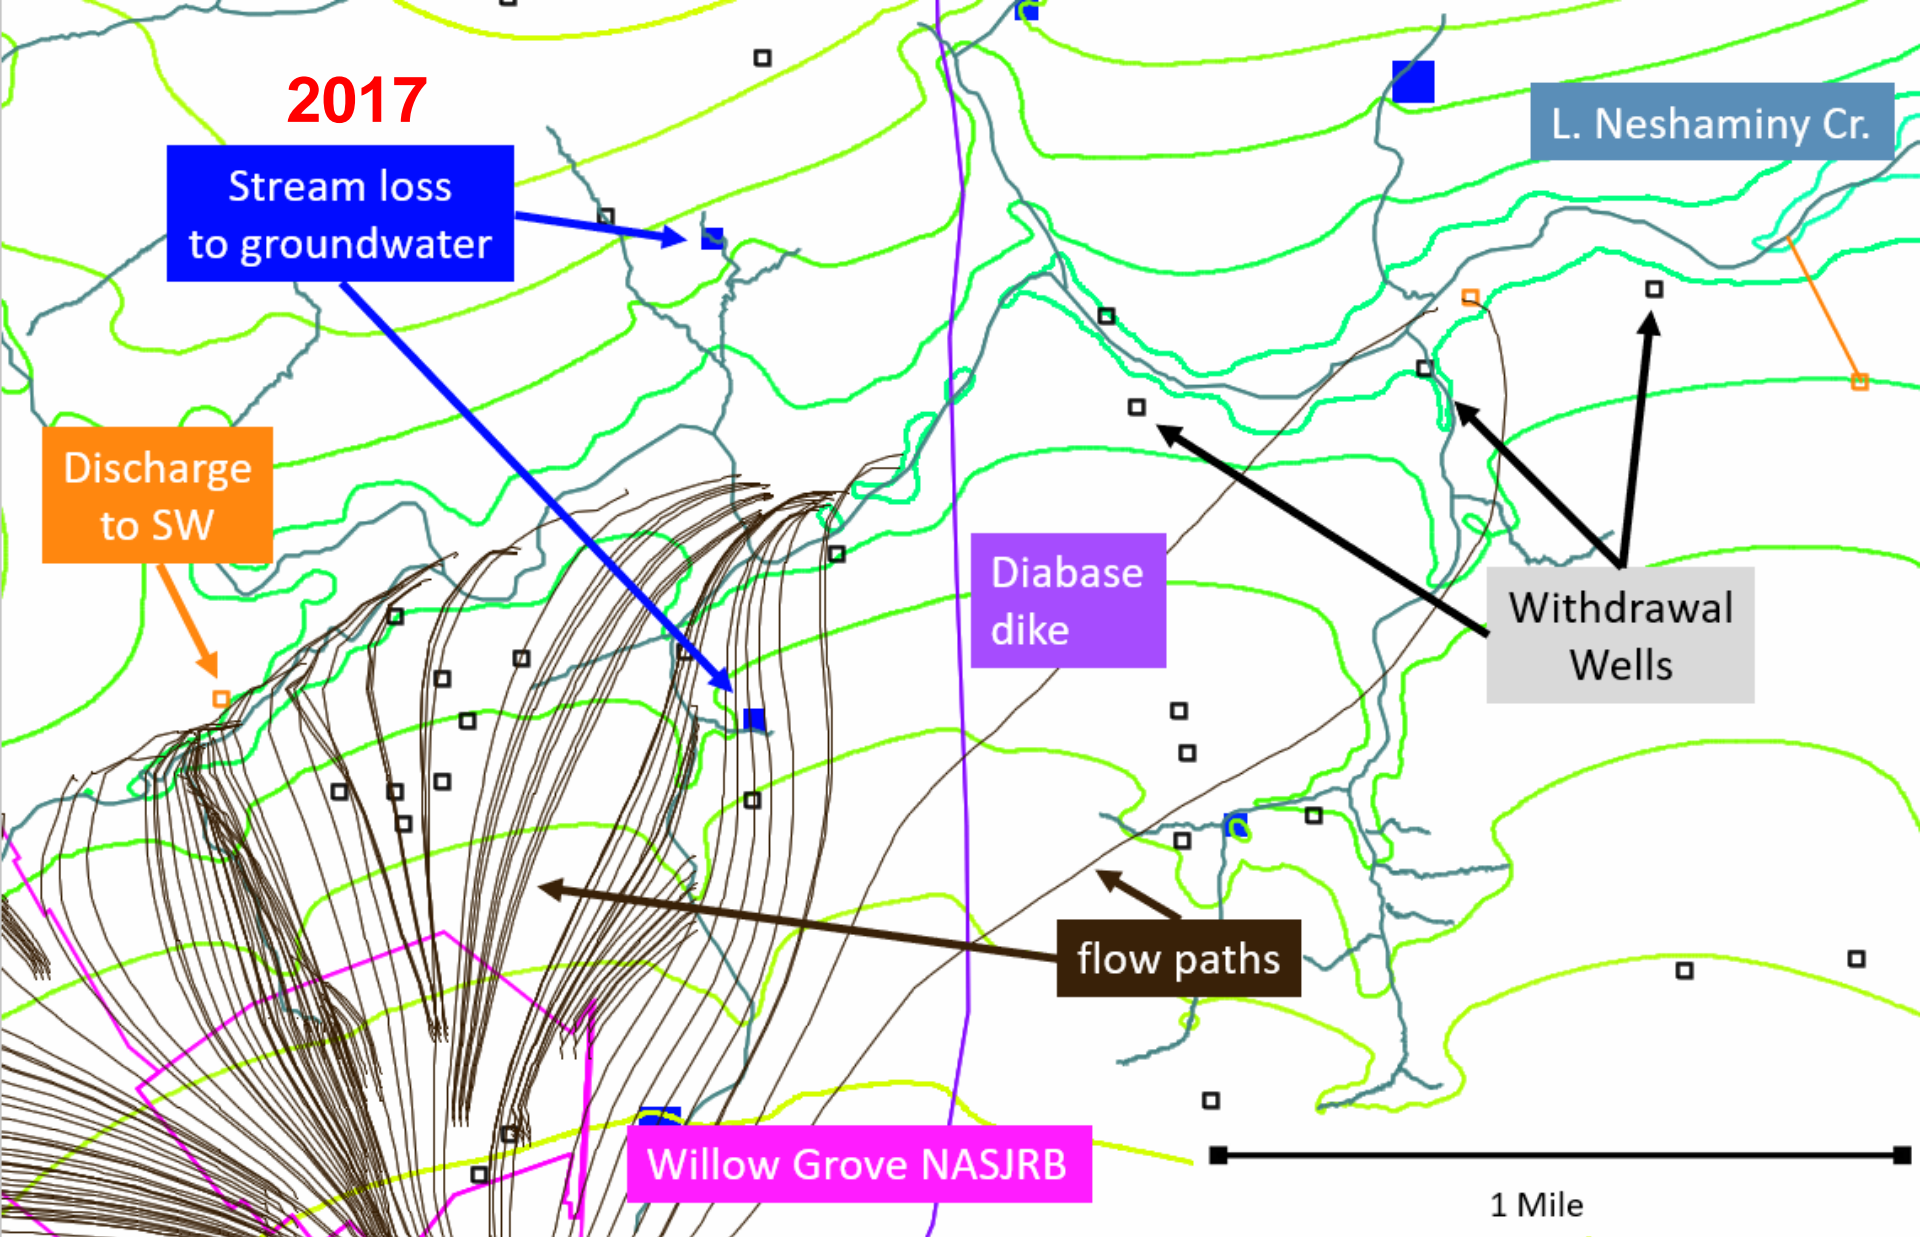 2017
L. Neshaminy Cr.
Stream loss
to groundwater
Discharge
to SW
Diabase
dike
Withdrawal
Wells
flow paths
Willow Grove NASJRB
1 Mile